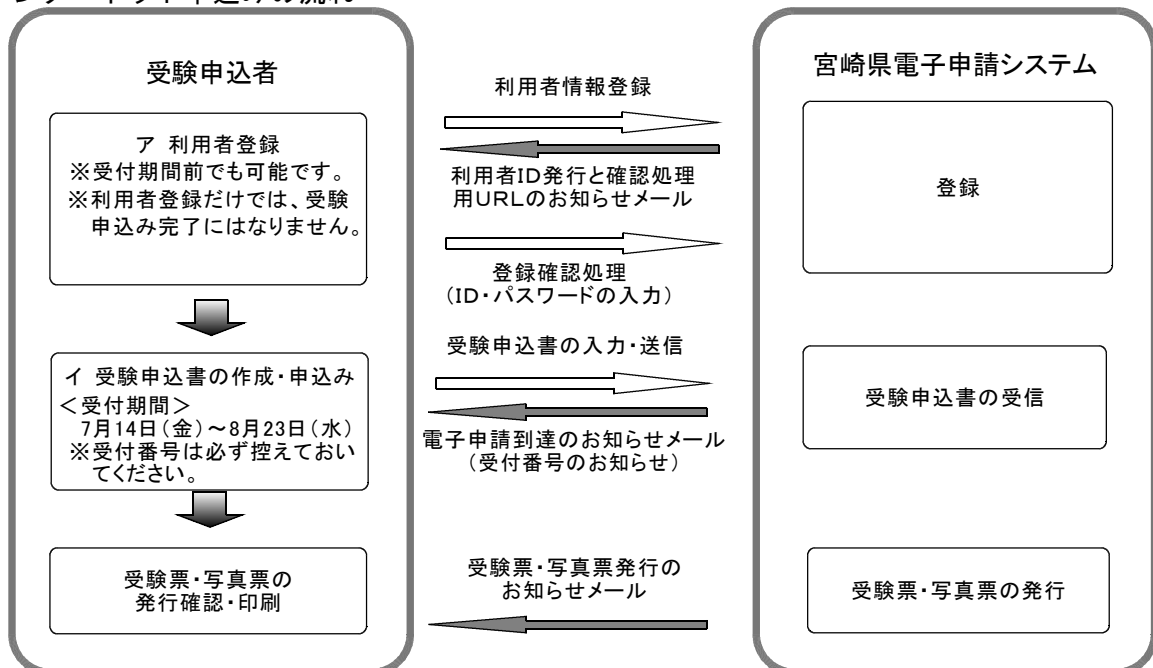 受験申込者
ア 利用者登録
※受付期間前でも可能です。
※利用者登録だけでは、受験
申込み完了にはなりません。
イ 受験申込書の作成・申込み
＜受付期間＞
7月14日（金）～8月23日（水）
※受付番号は必ず控えておい
てください。
受験票・写真票の
発行確認・印刷
利用者情報登録
利用者ID発行と確認処理
用URLのお知らせメール
登録確認処理
（ID・パスワードの入力）
受験申込書の入力・送信
電子申請到達のお知らせメール
（受付番号のお知らせ）
受験票・写真票発行の
お知らせメール
宮崎県電子申請システム
登録
受験申込書の受信
受験票・写真票の発行